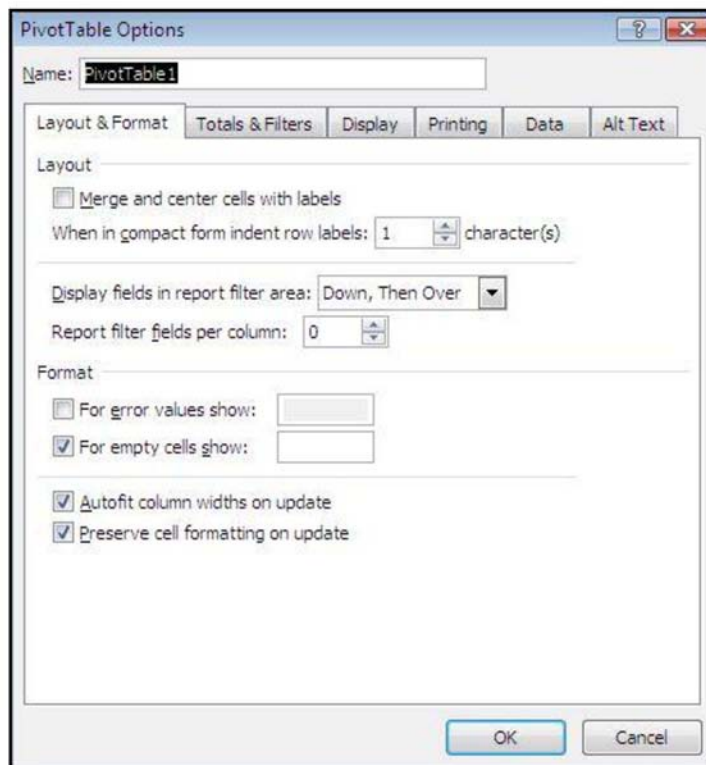 PivotTable Options
Name: PivotTable1
Layout & Format Totals & Filters Display Printing Data Alt Text
Layout
Merge and center cells with labels
When in compact form indent row labels: 1 character(s)
Display fields in report filter area: Down, Then Over
Report filter fields per column: 0
Format
For error values show:
For empty cells show:
Autofit column widths on update
Preserve cell formatting on update
OK Cancel